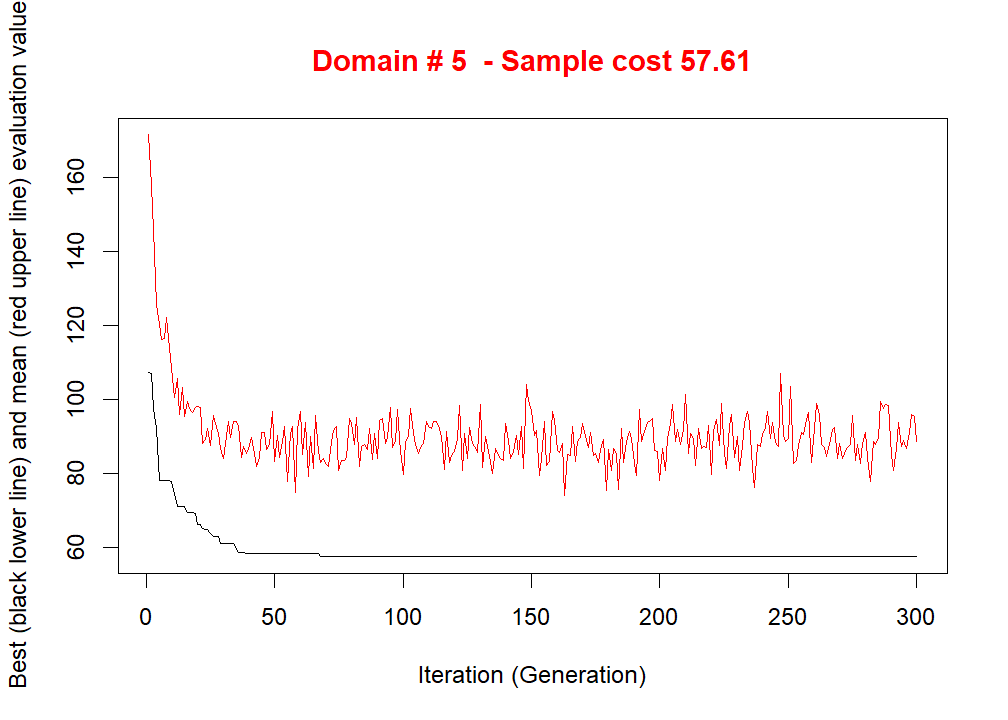 Domain # 5  - Sample cost 57.61
Best (black lower line) and mean (red upper line) evaluation value
160
140
120
100
80
60
0 50 100 150 200 250 300
Iteration (Generation)